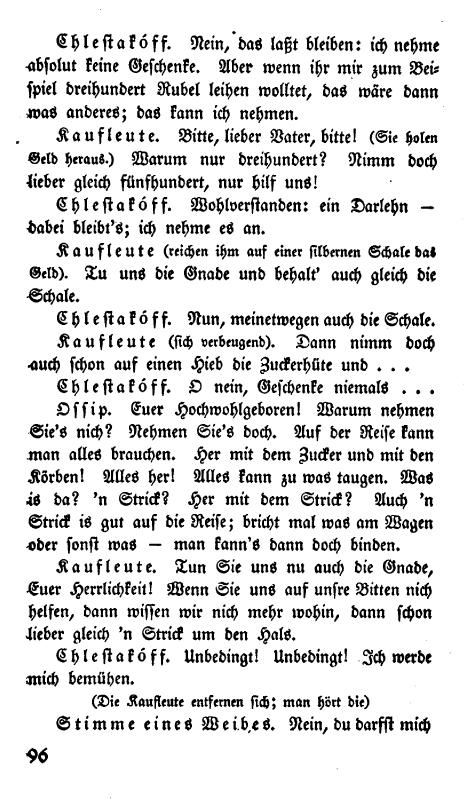 Chlestakóff. Nein, das laßt bleiben: ich nehme
absolut keine Geschenke. Aber wenn ihr mir zum Bei-
spiel dreihundert Rubel leihen wolltet, das wäre dann
was anderes; das kann ich nehmen.
Kaufleute. Bitte, lieber Vater, bitte! (Sie holen
Geld heraus.) Warum nur dreihundert? Nimm doch
lieber gleich fünfhundert, nur hilf uns!
Chlestakóff. Wohlverstanden: ein Darlehn —
dabei bleibt's; ich nehme es an.
Kaufleute (reichen ihm auf einer silbernen Schale das
Geld). Tu uns die Gnade und behalt' auch gleich die
Schale.
Chlestakóff. Nun, meinetwegen auch die Schale.
Kaufleute (sich verbeugend). Dann nimm doch
auch schon auf einen Hieb die Zuckerhüte und . . .
Chlestakóff. O nein, Geschenke niemals . . .
Ossip. Euer Hochwohlgeboren! Warum nehmen
Sie's nich? Nehmen Sie's doch. Auf der Reise kann
man alles brauchen. Her mit dem Zucker und mit den
Körben! Alles her! Alles kann zu was taugen. Was
is da? 'n Strick? Her mit dem Strick? Auch 'n
Strick is gut auf die Reise; bricht mal was am Wagen
oder sonst was — man kann's dann doch binden.
Kaufleute. Tun Sie uns nu auch die Gnade,
Euer Herrlichkeit! Wenn Sie uns auf unsre Bitten nich
helfen, dann wissen wir nich mehr wohin, dann schon
lieber gleich 'n Strick um den Hals.
Chlestakóff. Unbedingt! Unbedingt! Ich werde
mich bemühen.
(Die Kaufleute entfernen sich; man hört die)
Stimme eines Weibes. Nein, du darfst mich
96